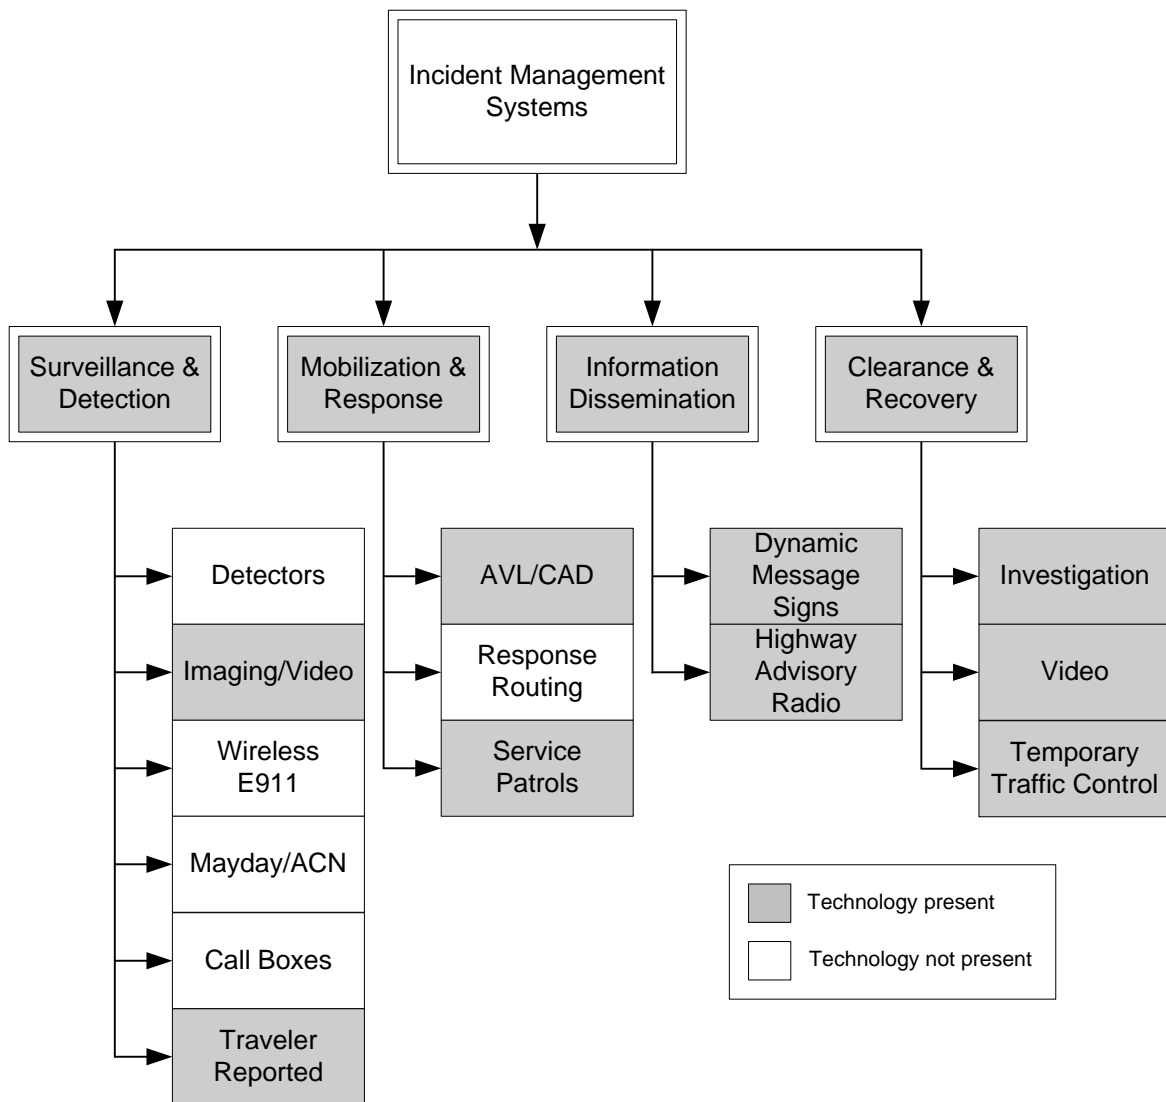 Incident Management
Systems
Surveillance &
Detection
Mobilization &
Response
Information
Dissemination
Clearance &
Recovery
Detectors
Imaging/Video
Wireless
E911
Mayday/ACN
Call Boxes
Traveler
Reported
AVL/CAD
Response
Routing
Service
Patrols
Dynamic
Message
Signs
Highway
Advisory
Radio
Investigation
Video
Temporary
Traffic Control
Technology present
Technology not present